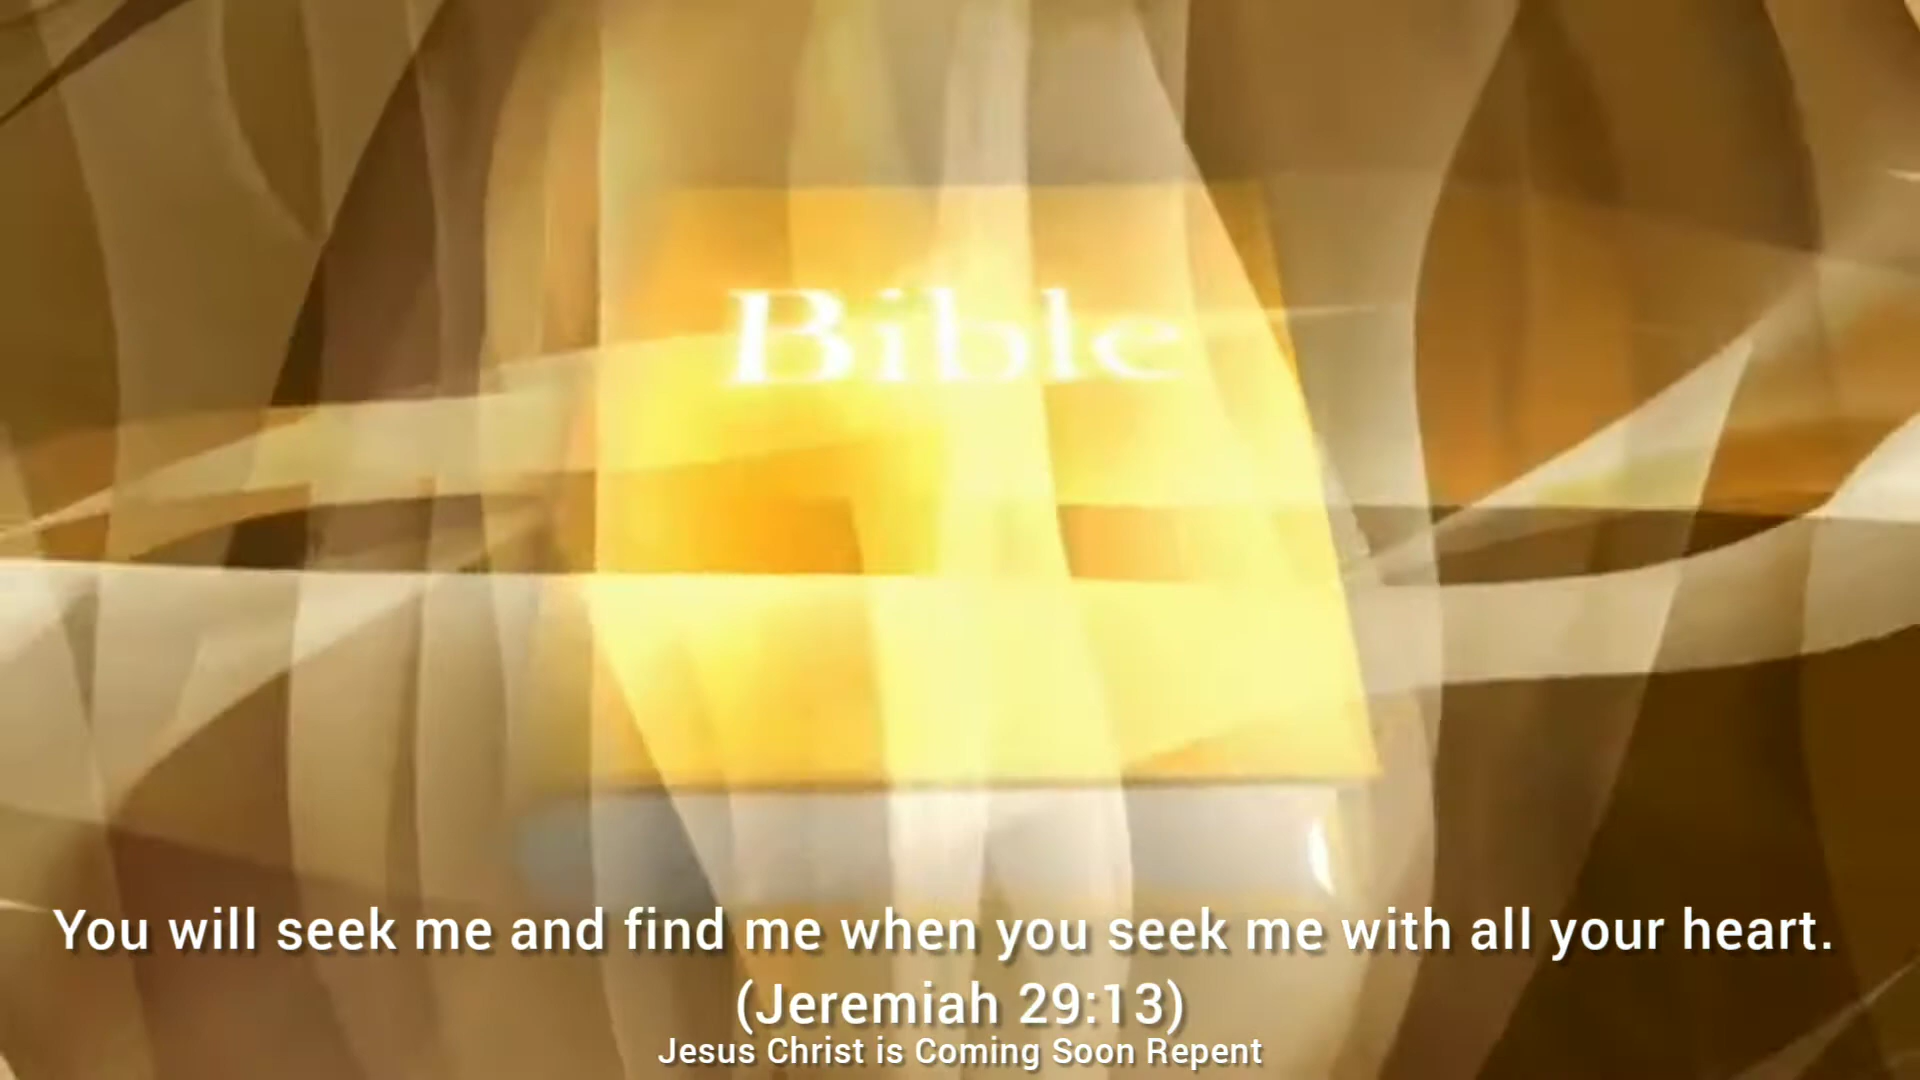 Bible
You will seek me and find me when you seek me with all your heart.
(Jeremiah 29:13)
Jesus Christ is Coming Soon Repent